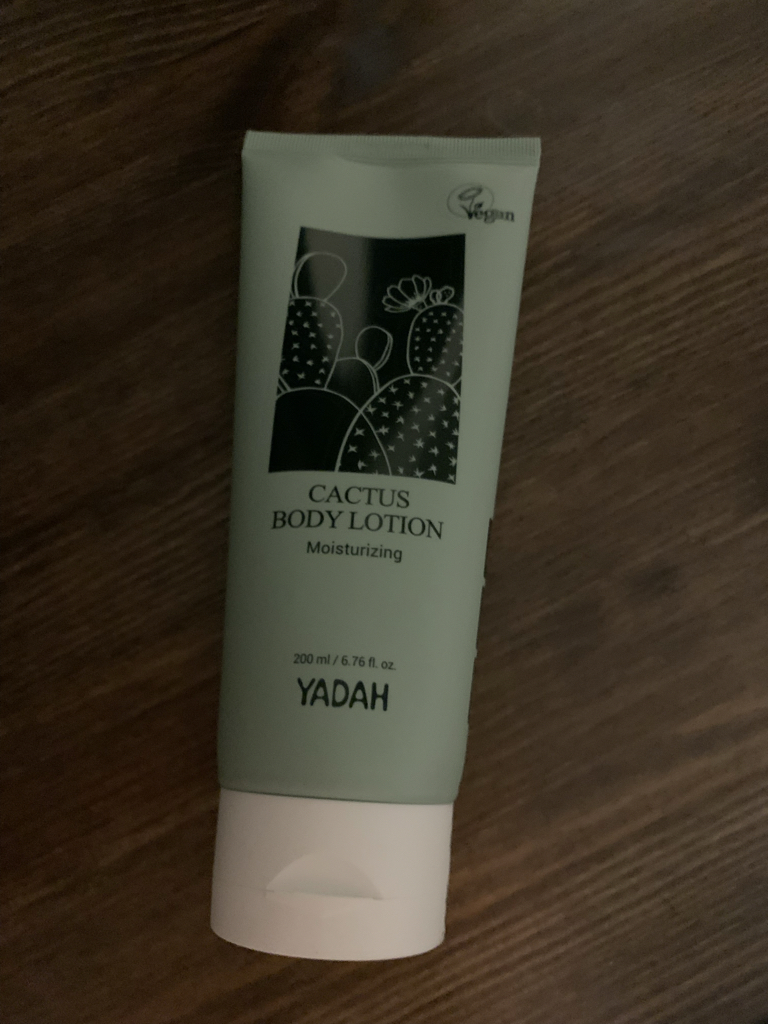 Vegan
CACTUS
BODY LOTION
Moisturizing
200 ml / 6.76 fl. oz.
YADAH